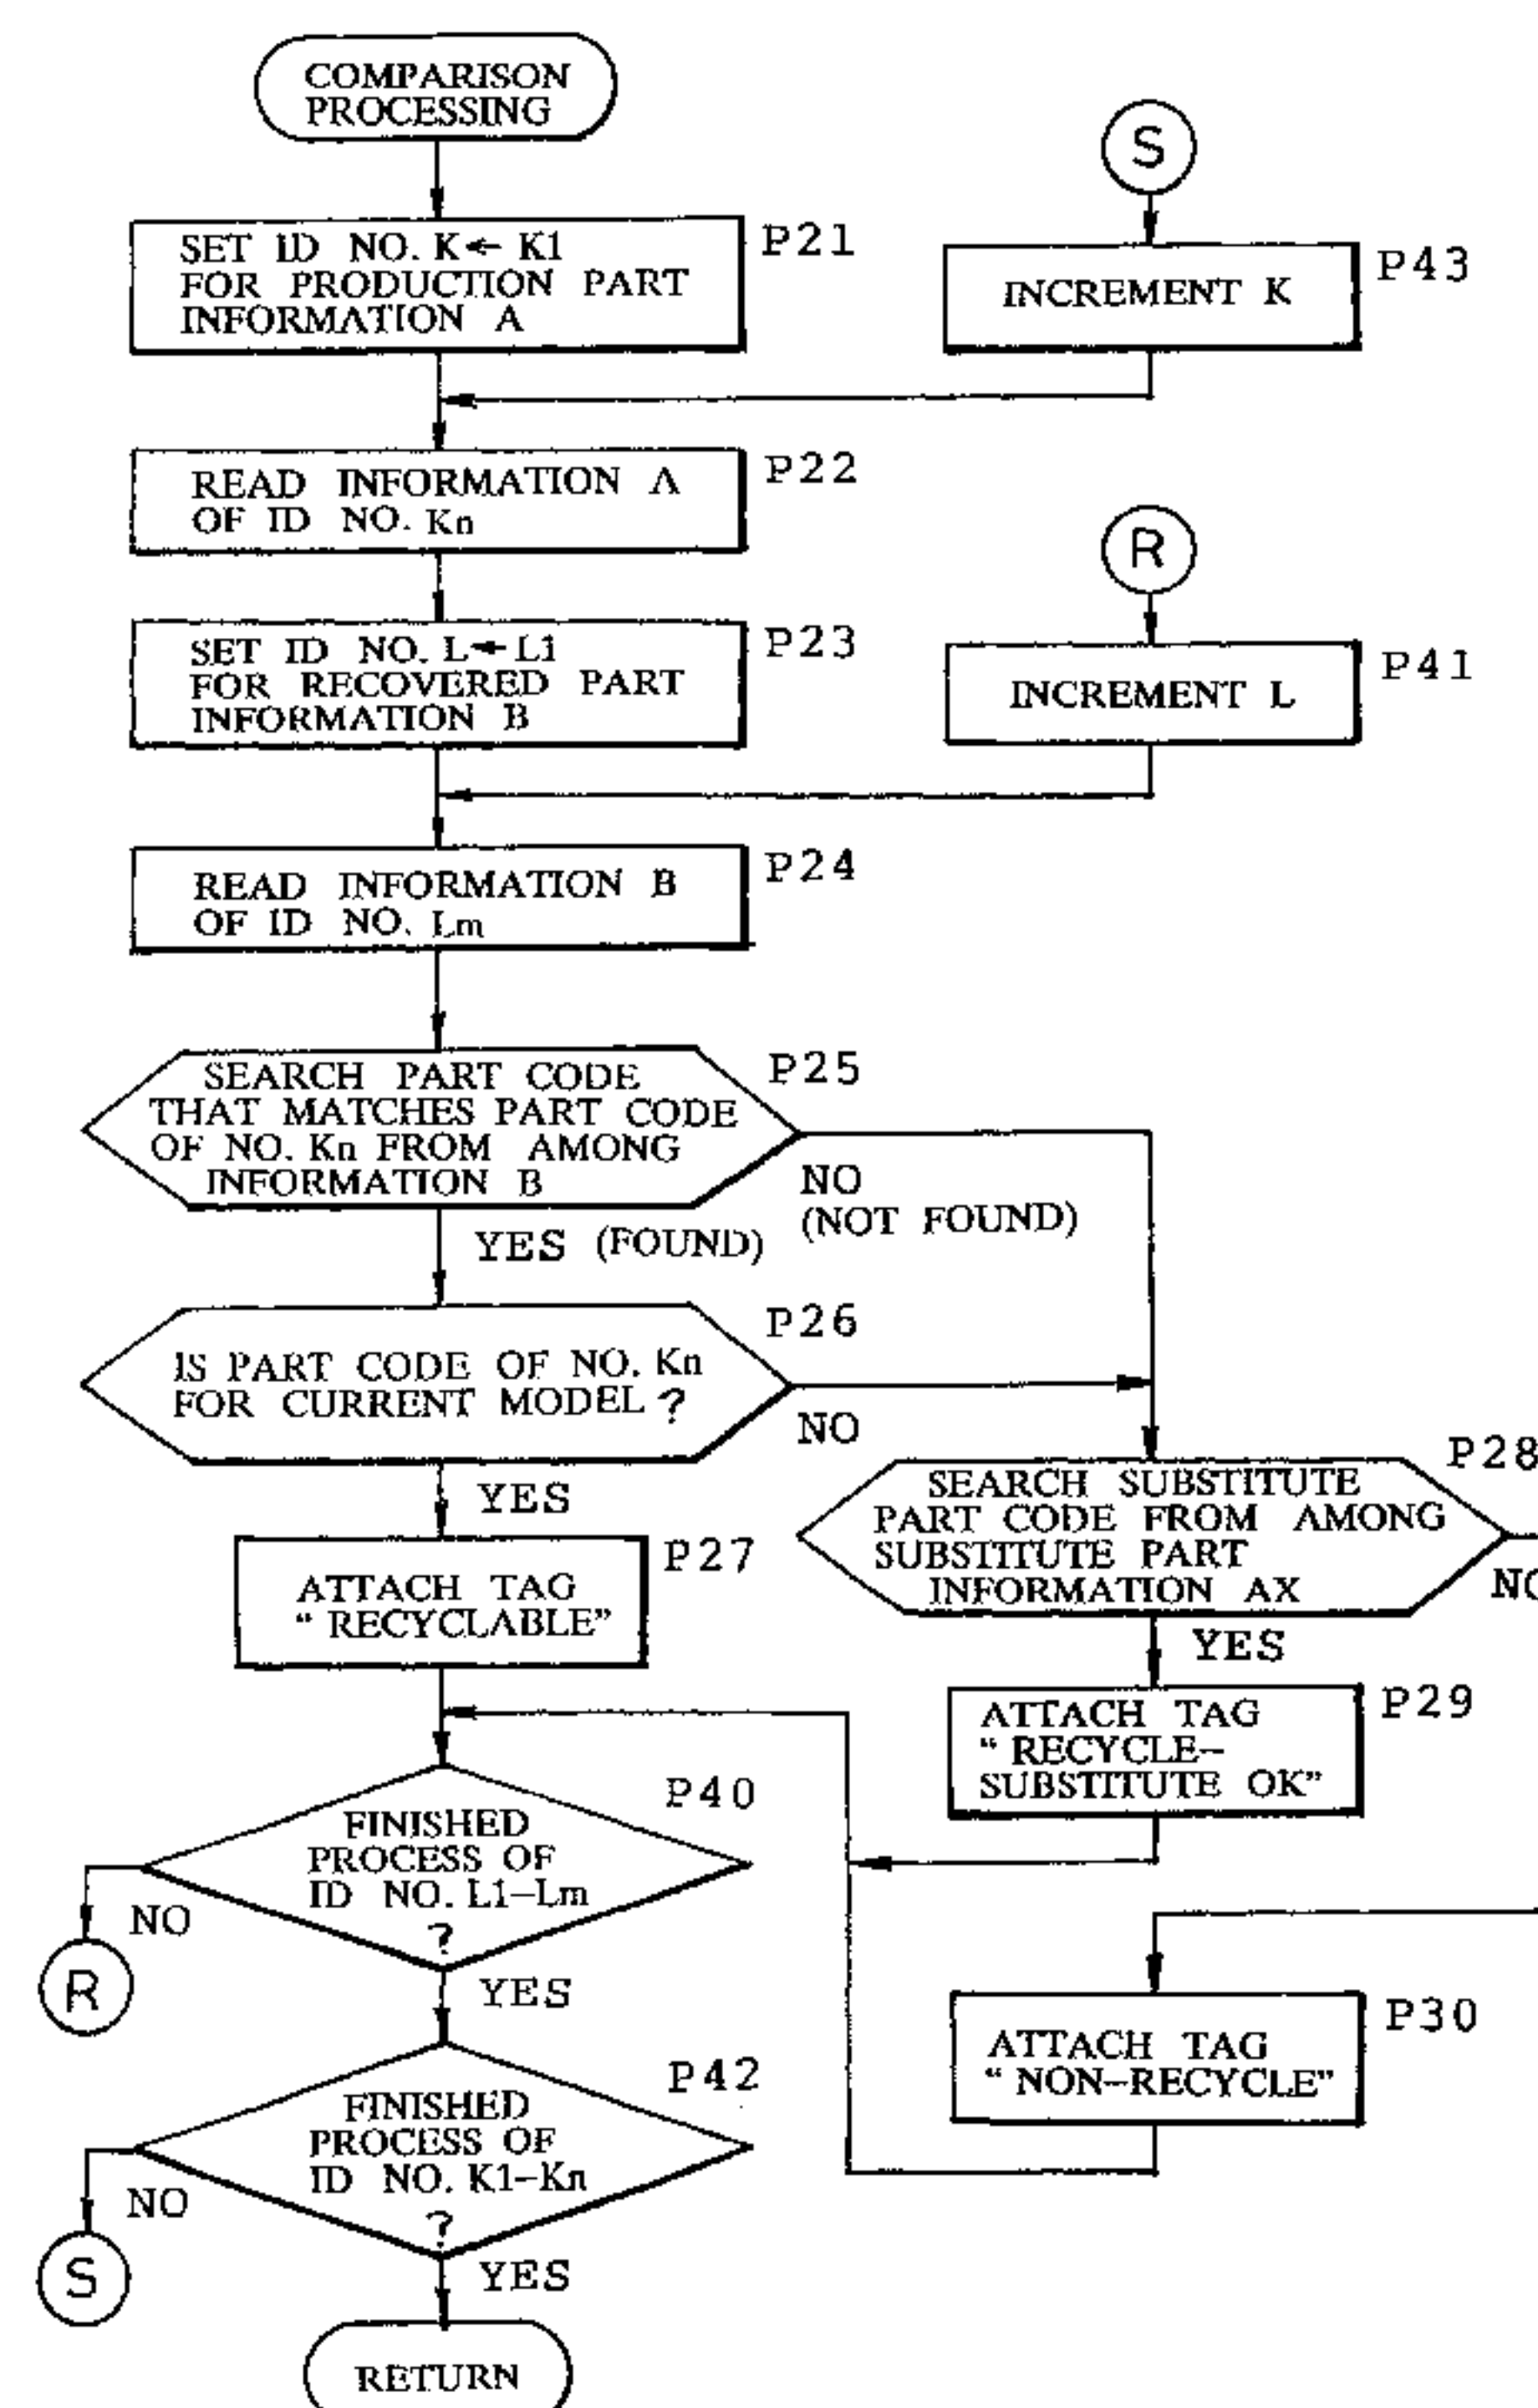 COMPARISON
PROCESSING
S
SET ID NO. K ← K1
FOR PRODUCTION PART
INFORMATION A
P21
INCREMENT K
P43
READ INFORMATION A
OF ID NO. Kn
P22
R
SET ID NO. L ← L1
FOR RECOVERED PART
INFORMATION B
P23
INCREMENT L
P41
READ INFORMATION B
OF ID NO. Lm
P24
SEARCH PART CODE
THAT MATCHES PART CODE
OF NO. Kn FROM AMONG
INFORMATION B
P25
NO
(NOT FOUND)
YES (FOUND)
IS PART CODE OF NO. Kn
FOR CURRENT MODEL ?
P26
NO
YES
SEARCH SUBSTITUTE
PART CODE FROM AMONG
SUBSTITUTE PART
INFORMATION AX
P28
NO
YES
ATTACH TAG
“ RECYCLABLE”
P27
ATTACH TAG
“ RECYCLE–
SUBSTITUTE OK”
P29
FINISHED
PROCESS OF
ID NO. L1–Lm
?
P40
NO
R
YES
ATTACH TAG
“ NON–RECYCLE”
P30
FINISHED
PROCESS OF
ID NO. K1–Kn
?
P42
NO
S
YES
RETURN